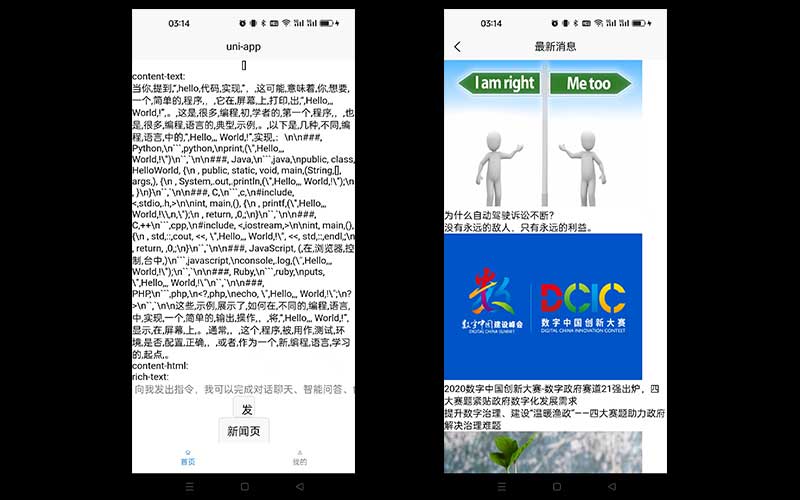 03:14
uni-app
[]
content-text:
当你,提到,",hello,代码,实现,",，,这可能,意味着,你,想要,
一个,简单的,程序,，,它在,屏幕,上,打印,出,",Hello,,,
World,!",。,这是,很多,编程,初,学者的,第一个,程序,，,也
是,很多,编程,语言的,典型,示例,。,以下是,几种,不同,编
程,语言,中的,",Hello,,, World,!",实现,：\n\n###,
Python,\n```,python,\nprint,(\",Hello,,,
World,!\")\n``,`\n\n###, Java,\n```,java,\npublic, class,
HelloWorld, {\n , public, static, void, main,(String,[],
args,), {\n , System,.out,.println,(\",Hello,,, World,!\");\n
, }\n}\n``,`\n\n###, C,\n```,c,\n#include,
<,stdio,.h,>\n\nint, main,(), {\n , printf,(\",Hello,,,
World,!\\,n,\");\n , return, ,0,;\n}\n``,`\n\n###,
C,++\n```,cpp,\n#include, <,iostream,>\n\nint, main,(),
{\n , std,::,cout, <<, \",Hello,,, World,!\", <<, std,::,endl,;\n
, return, ,0,;\n}\n``,`\n\n###, JavaScript, (,在,浏览器,控
制,台中,)\n```,javascript,\nconsole,.log,(\",Hello,,,
World,!\");\n``,`\n\n###, Ruby,\n```,ruby,\nputs,
\",Hello,,, World,!\"\n``,`\n\n###,
PHP,\n```,php,\n<?,php,\necho, \",Hello,,, World,!\";\n?
>\n``,`\n\n这些,示例,展示了,如何在,不同的,编程,语言,
中,实现,一个,简单的,输出,操作,，,将,",Hello,,, World,!",
显示,在,屏幕,上,。,通常,，,这个,程序,被,用作,测试,环
境,是否,配置,正确,，,或者,作为,一个,新,编程,语言,学习
的,起点,。
content-html:
rich-text:
向我发出指令，我可以完成对话聊天、智能问答、
发
新闻页
首页
我的
03:14
最新消息
I am right
Me too
为什么自动驾驶诉讼不断?
没有永远的敌人，只有永远的利益。
数字中国建设峰会
DIGITAL CHINA SUMMIT
DCIC
数字中国创新大赛
DIGITAL CHINA INNOVATION CONTEST
2020数字中国创新大赛-数字政府赛道21强出炉，四
大赛题紧贴政府数字化发展需求
提升数字治理、建设"温暖渔政"——四大赛题助力政府
解决治理难题